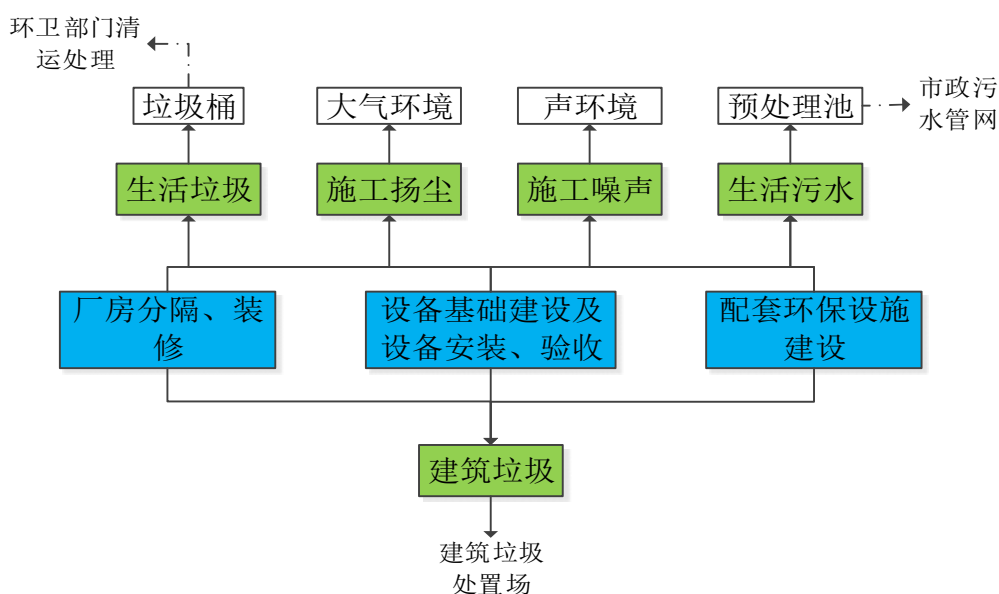 环卫部门清
运处理
垃圾桶
大气环境
声环境
预处理池
市政污
水管网
生活垃圾
施工扬尘
施工噪声
生活污水
厂房分隔、装
修
设备基础建设及
设备安装、验收
配套环保设施
建设
建筑垃圾
建筑垃圾
处置场